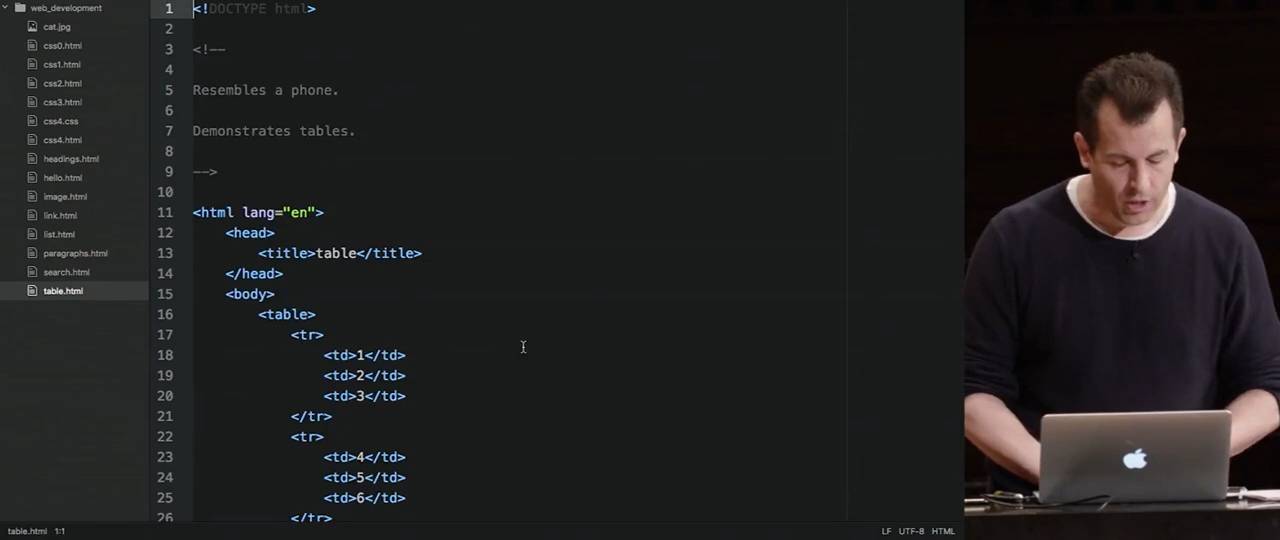 web_development
cat.jpg
css0.html
css1.html
css2.html
css3.html
css4.css
css4.html
headings.html
hello.html
image.html
link.html
list.html
paragraphs.html
search.html
table.html
1 <!DOCTYPE html>
2
3 <!--
4
5 Resembles a phone.
6
7 Demonstrates tables.
8
9 -->
10
11 <html lang="en">
12 <head>
13 <title>table</title>
14 </head>
15 <body>
16 <table>
17 <tr>
18 <td>1</td>
19 <td>2</td>
20 <td>3</td>
21 </tr>
22 <tr>
23 <td>4</td>
24 <td>5</td>
25 <td>6</td>
26 </tr>
table.html 1:1
LF UTF-8 HTML